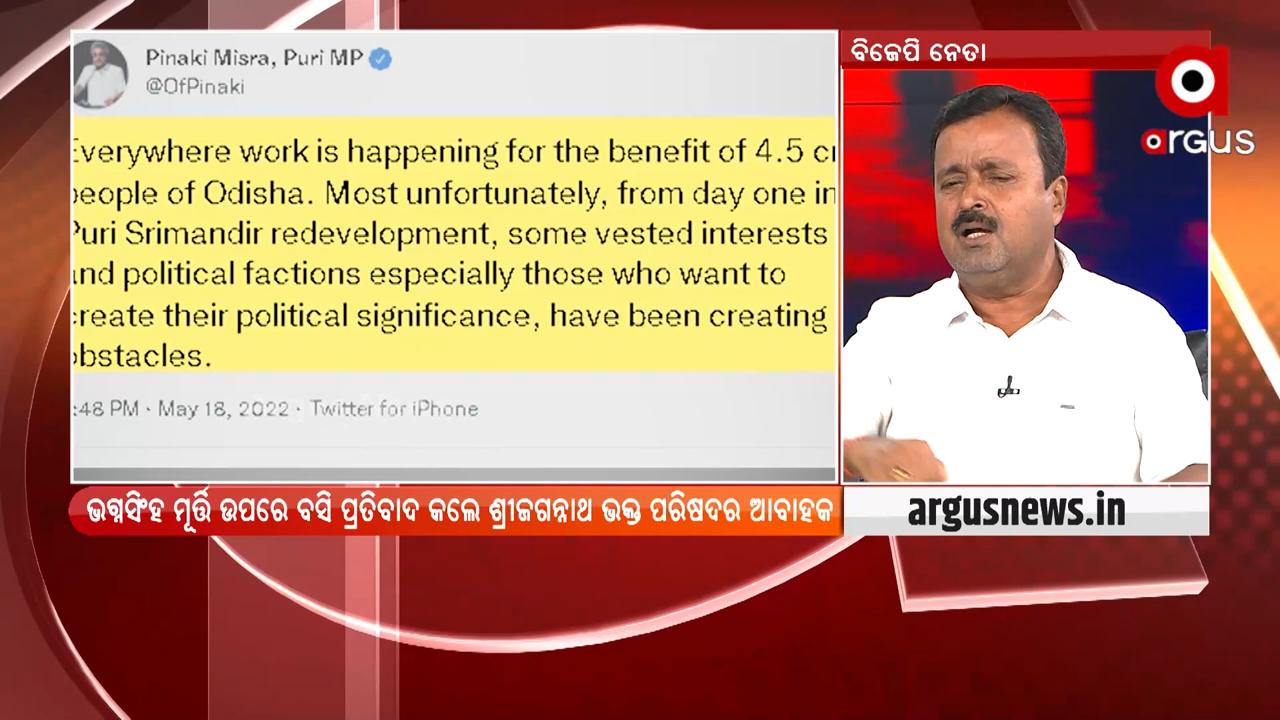 Pinaki Misra, Puri MP
@OfPinaki
Everywhere work is happening for the benefit of 4.5 cr
people of Odisha. Most unfortunately, from day one in
Puri Srimandir redevelopment, some vested interests
and political factions especially those who want to
create their political significance, have been creating
obstacles.
:48 PM · May 18, 2022 · Twitter for iPhone
ବିଜେପି ନେତା
argus
ଭଗ୍ନସିଂହ ମୂର୍ତ୍ତି ଉପରେ ବସି ପ୍ରତିବାଦ କଲେ ଶ୍ରୀଜଗନ୍ନାଥ ଭକ୍ତ ପରିଷଦର ଆବାହକ
argusnews.in